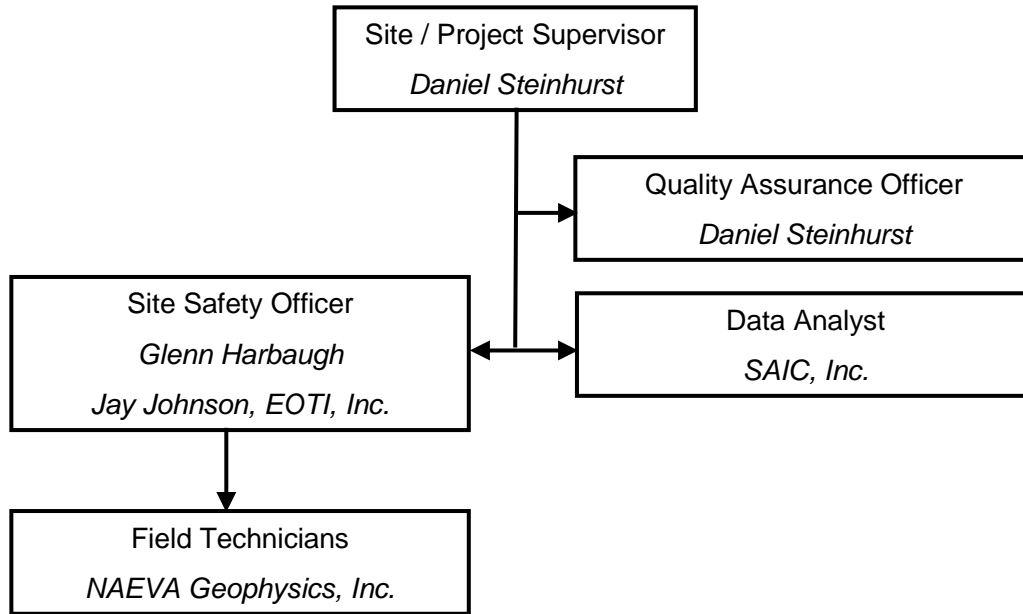 Site / Project Supervisor
Daniel Steinhurst
Quality Assurance Officer
Daniel Steinhurst
Site Safety Officer
Glenn Harbaugh
Jay Johnson, EOTI, Inc.
Data Analyst
SAIC, Inc.
Field Technicians
NAEVA Geophysics, Inc.